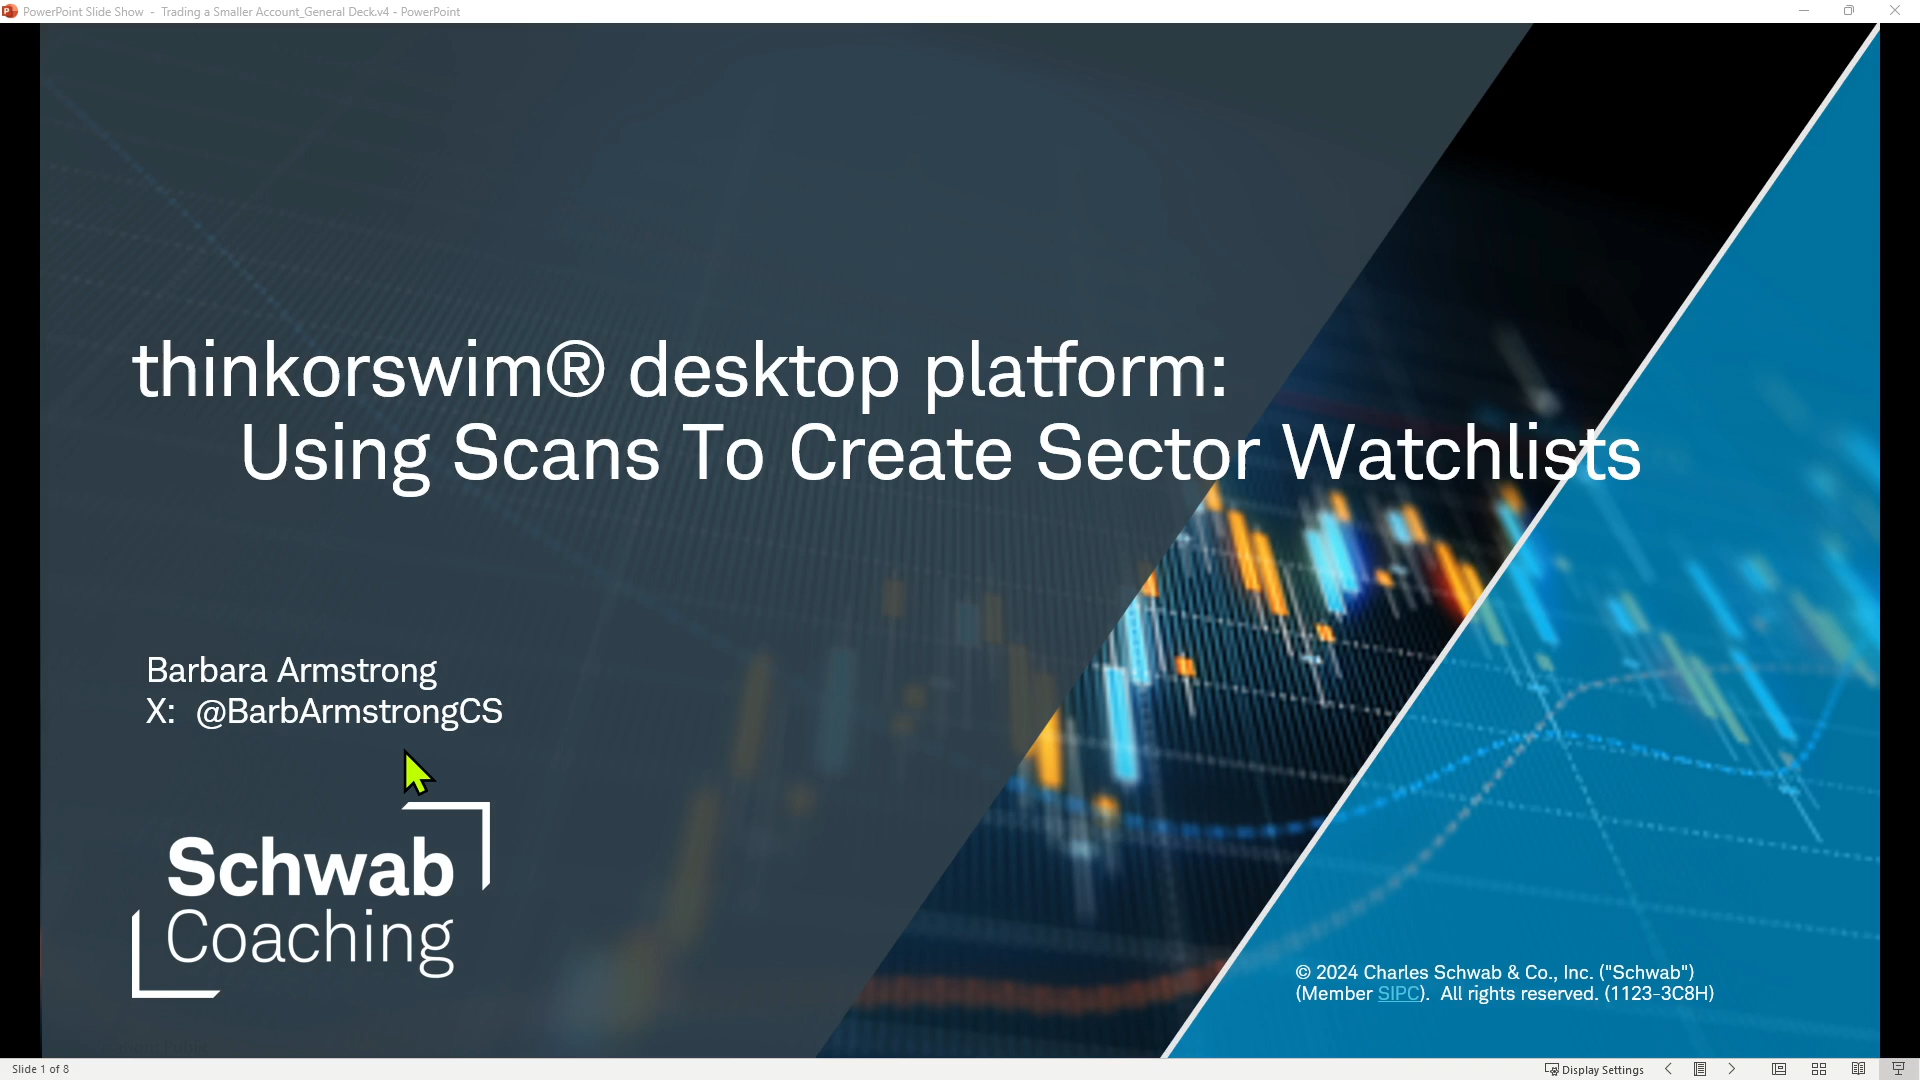 PowerPoint Slide Show - Trading a Smaller Account_General Deck.v4 - PowerPoint
thinkorswim® desktop platform:
Using Scans To Create Sector Watchlists
Barbara Armstrong
X: @BarbArmstrongCS
Schwab
Coaching
© 2024 Charles Schwab & Co., Inc. ("Schwab")
(Member SIPC). All rights reserved. (1123-3C8H)
Slide 1 of 8
Display Settings